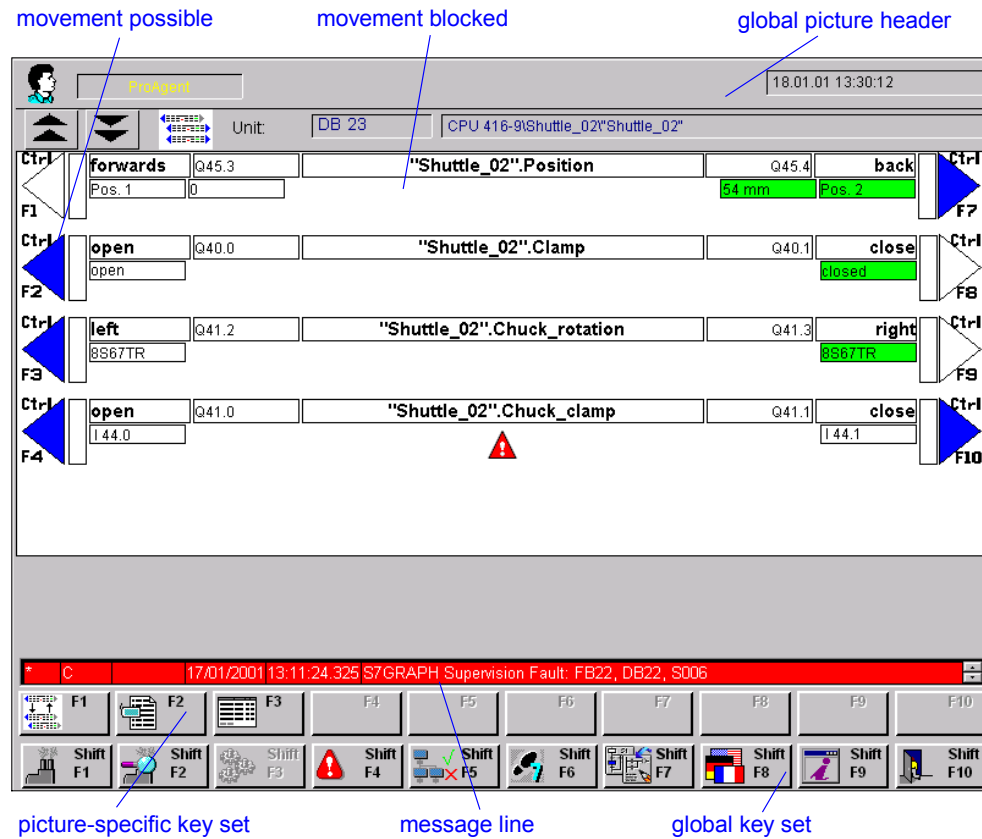 movement possible
movement blocked
global picture header
ProAgent
18.01.01 13:30:12
Unit:
DB 23
CPU 416-9\Shuttle_02\"Shuttle_02"
Ctrl
forwards
Q45.3
"Shuttle_02".Position
Q45.4
back
Ctrl
Pos. 1
0
54 mm
Pos. 2
F1
F7
Ctrl
open
Q40.0
"Shuttle_02".Clamp
Q40.1
close
Ctrl
open
closed
F2
F8
Ctrl
left
Q41.2
"Shuttle_02".Chuck_rotation
Q41.3
right
Ctrl
8S67TR
8S67TR
F3
F9
Ctrl
open
Q41.0
"Shuttle_02".Chuck_clamp
Q41.1
close
Ctrl
I 44.0
I 44.1
F4
F10
* C 17/01/2001 13:11:24.325 S7GRAPH Supervision Fault: FB22, DB22, S006
F1
F2
F3
F4
F5
F6
F7
F8
F9
F10
Shift F1
Shift F2
Shift F3
Shift F4
Shift F5
Shift F6
Shift F7
Shift F8
Shift F9
Shift F10
picture-specific key set
message line
global key set